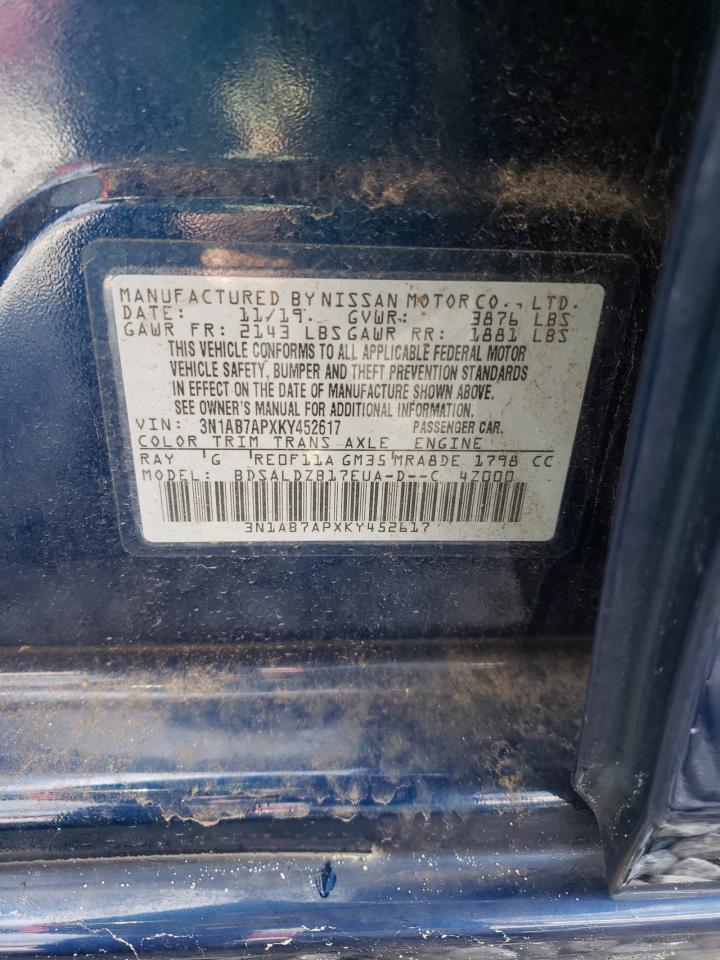 MANUFACTURED BY NISSAN MOTOR CO., LTD.
DATE: 11/19. GVWR: 3876 LBS
GAWR FR: 2143 LBS GAWR RR: 1881 LBS
THIS VEHICLE CONFORMS TO ALL APPLICABLE FEDERAL MOTOR
VEHICLE SAFETY, BUMPER AND THEFT PREVENTION STANDARDS
IN EFFECT ON THE DATE OF MANUFACTURE SHOWN ABOVE.
SEE OWNER'S MANUAL FOR ADDITIONAL INFORMATION.
VIN: 3N1AB7APXKY452617 PASSENGER CAR.
COLOR TRIM TRANS AXLE ENGINE
RAY G RE0F11A GM35 MRA8DE 1798 CC
MODEL: BDSALDZB17EUA-D--C 4Z000
3N1AB7APXKY452617